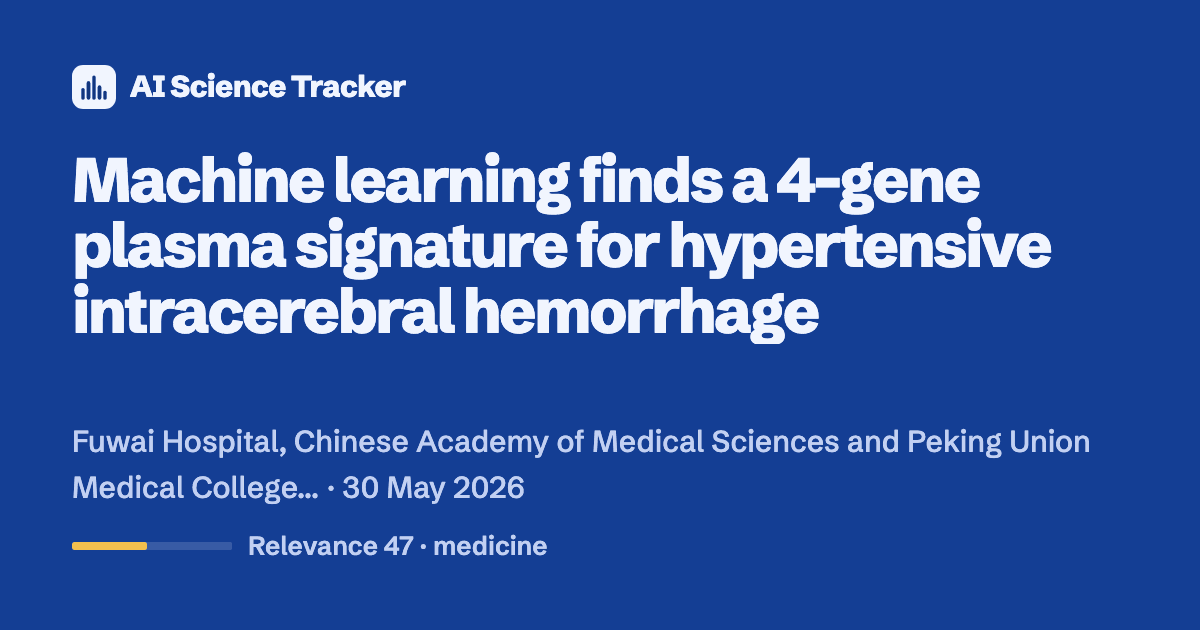 AI Science Tracker
Machine learning finds a 4-gene
plasma signature for hypertensive
intracerebral hemorrhage
Fuwai Hospital, Chinese Academy of Medical Sciences and Peking Union
Medical College... · 30 May 2026
Relevance 47 · medicine